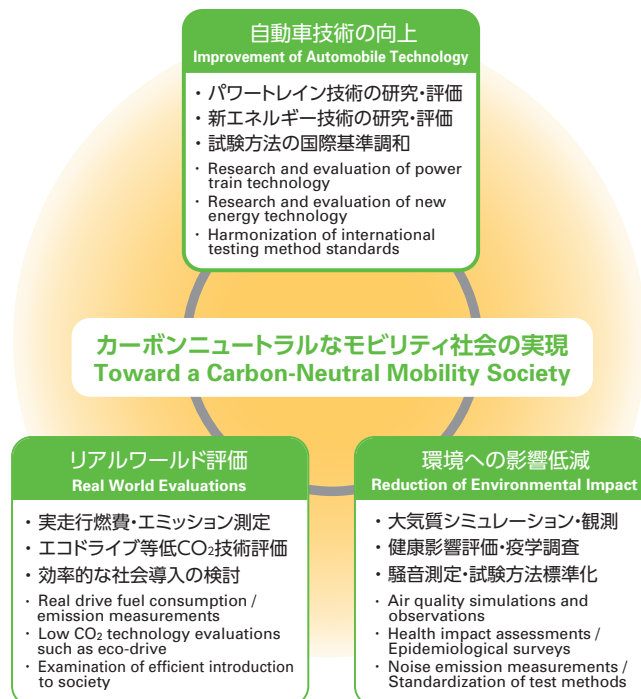 自動車技術の向上
Improvement of Automobile Technology
・パワートレイン技術の研究・評価
・新エネルギー技術の研究・評価
・試験方法の国際基準調和
・Research and evaluation of power
train technology
・Research and evaluation of new
energy technology
・Harmonization of international
testing method standards
カーボンニュートラルなモビリティ社会の実現
Toward a Carbon-Neutral Mobility Society
リアルワールド評価
Real World Evaluations
・実走行燃費・エミッション測定
・エコドライブ等低CO₂技術評価
・効率的な社会導入の検討
・Real drive fuel consumption /
emission measurements
・Low CO₂ technology evaluations
such as eco-drive
・Examination of efficient introduction
to society
環境への影響低減
Reduction of Environmental Impact
・大気質シミュレーション・観測
・健康影響評価・疫学調査
・騒音測定・試験方法標準化
・Air quality simulations and
observations
・Health impact assessments /
Epidemiological surveys
・Noise emission measurements /
Standardization of test methods